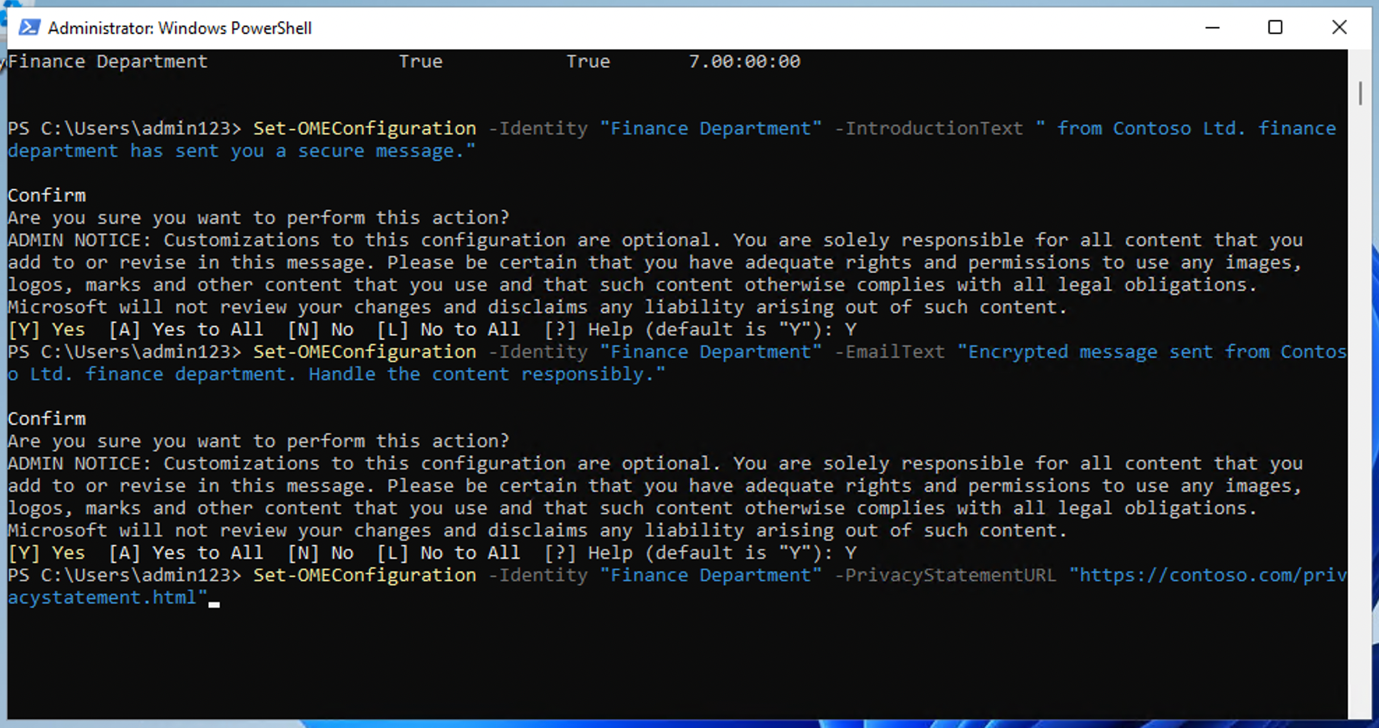 Administrator: Windows PowerShell
Finance Department True True 7.00:00:00
PS C:\Users\admin123> Set-OMEConfiguration -Identity "Finance Department" -IntroductionText " from Contoso Ltd. finance
department has sent you a secure message."
Confirm
Are you sure you want to perform this action?
ADMIN NOTICE: Customizations to this configuration are optional. You are solely responsible for all content that you
add to or revise in this message. Please be certain that you have adequate rights and permissions to use any images,
logos, marks and other content that you use and that such content otherwise complies with all legal obligations.
Microsoft will not review your changes and disclaims any liability arising out of such content.
[Y] Yes [A] Yes to All [N] No [L] No to All [?] Help (default is "Y"): Y
PS C:\Users\admin123> Set-OMEConfiguration -Identity "Finance Department" -EmailText "Encrypted message sent from Contos
o Ltd. finance department. Handle the content responsibly."
Confirm
Are you sure you want to perform this action?
ADMIN NOTICE: Customizations to this configuration are optional. You are solely responsible for all content that you
add to or revise in this message. Please be certain that you have adequate rights and permissions to use any images,
logos, marks and other content that you use and that such content otherwise complies with all legal obligations.
Microsoft will not review your changes and disclaims any liability arising out of such content.
[Y] Yes [A] Yes to All [N] No [L] No to All [?] Help (default is "Y"): Y
PS C:\Users\admin123> Set-OMEConfiguration -Identity "Finance Department" -PrivacyStatementURL "https://contoso.com/priv
acystatement.html"